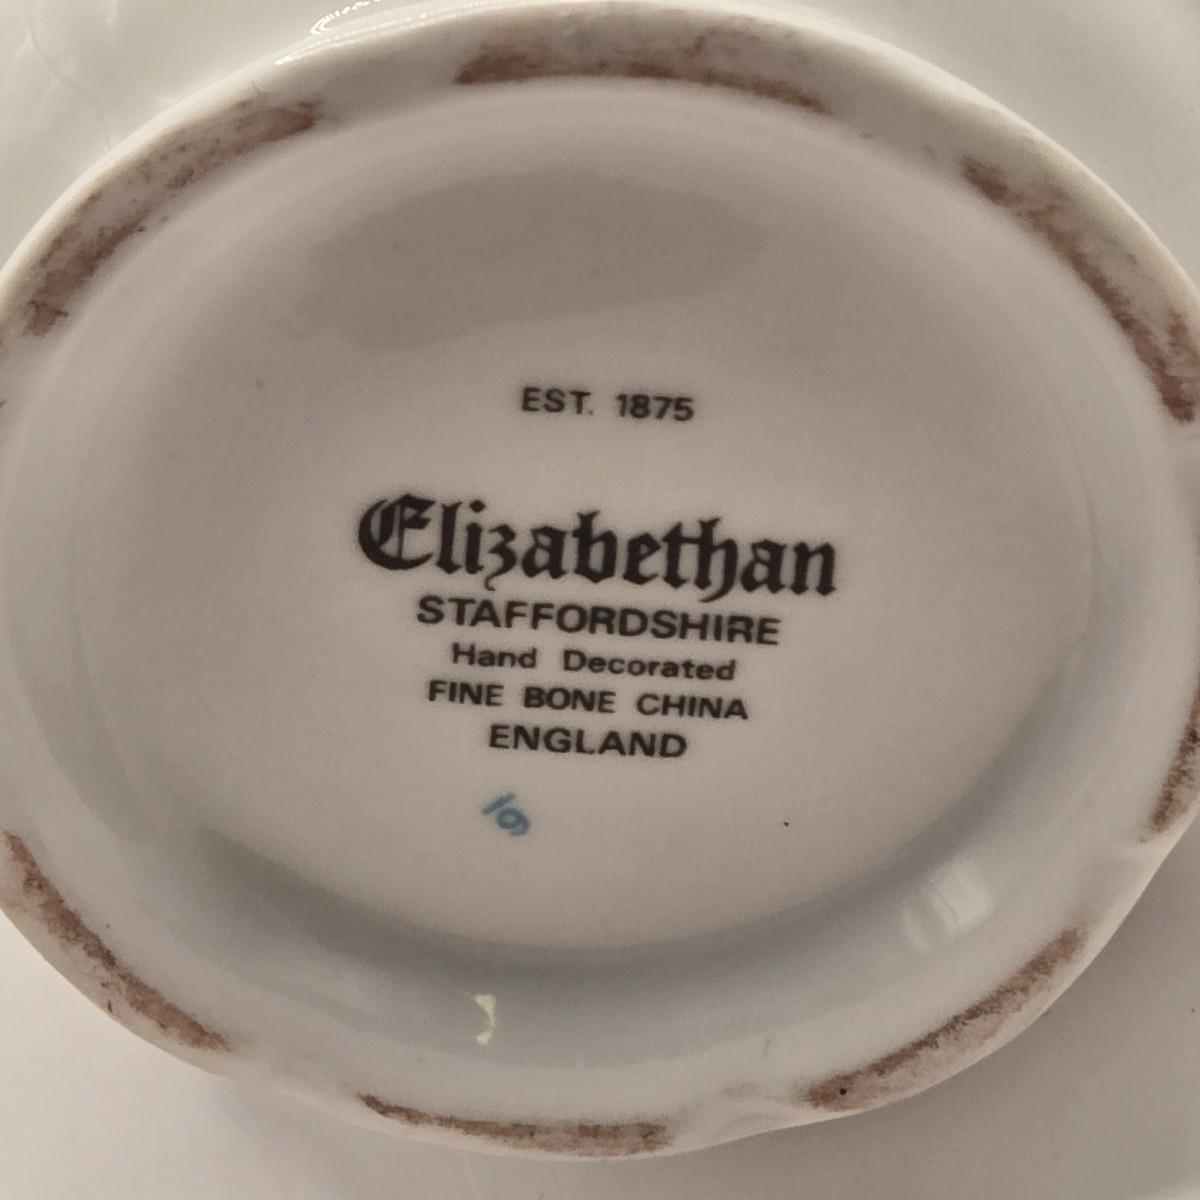 EST. 1875
Elizabethan
STAFFORDSHIRE
Hand Decorated
FINE BONE CHINA
ENGLAND